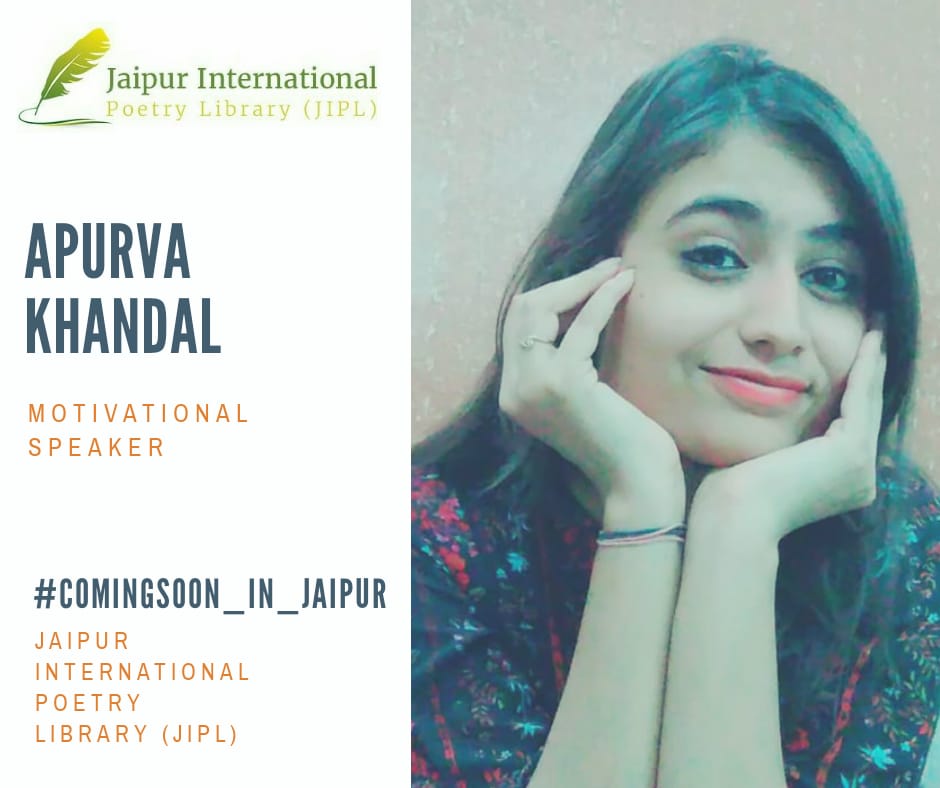 Jaipur International
Poetry Library (JIPL)
APURVA
KHANDAL
MOTIVATIONAL
SPEAKER
#COMINGSOON_IN_JAIPUR
JAIPUR
INTERNATIONAL
POETRY
LIBRARY (JIPL)